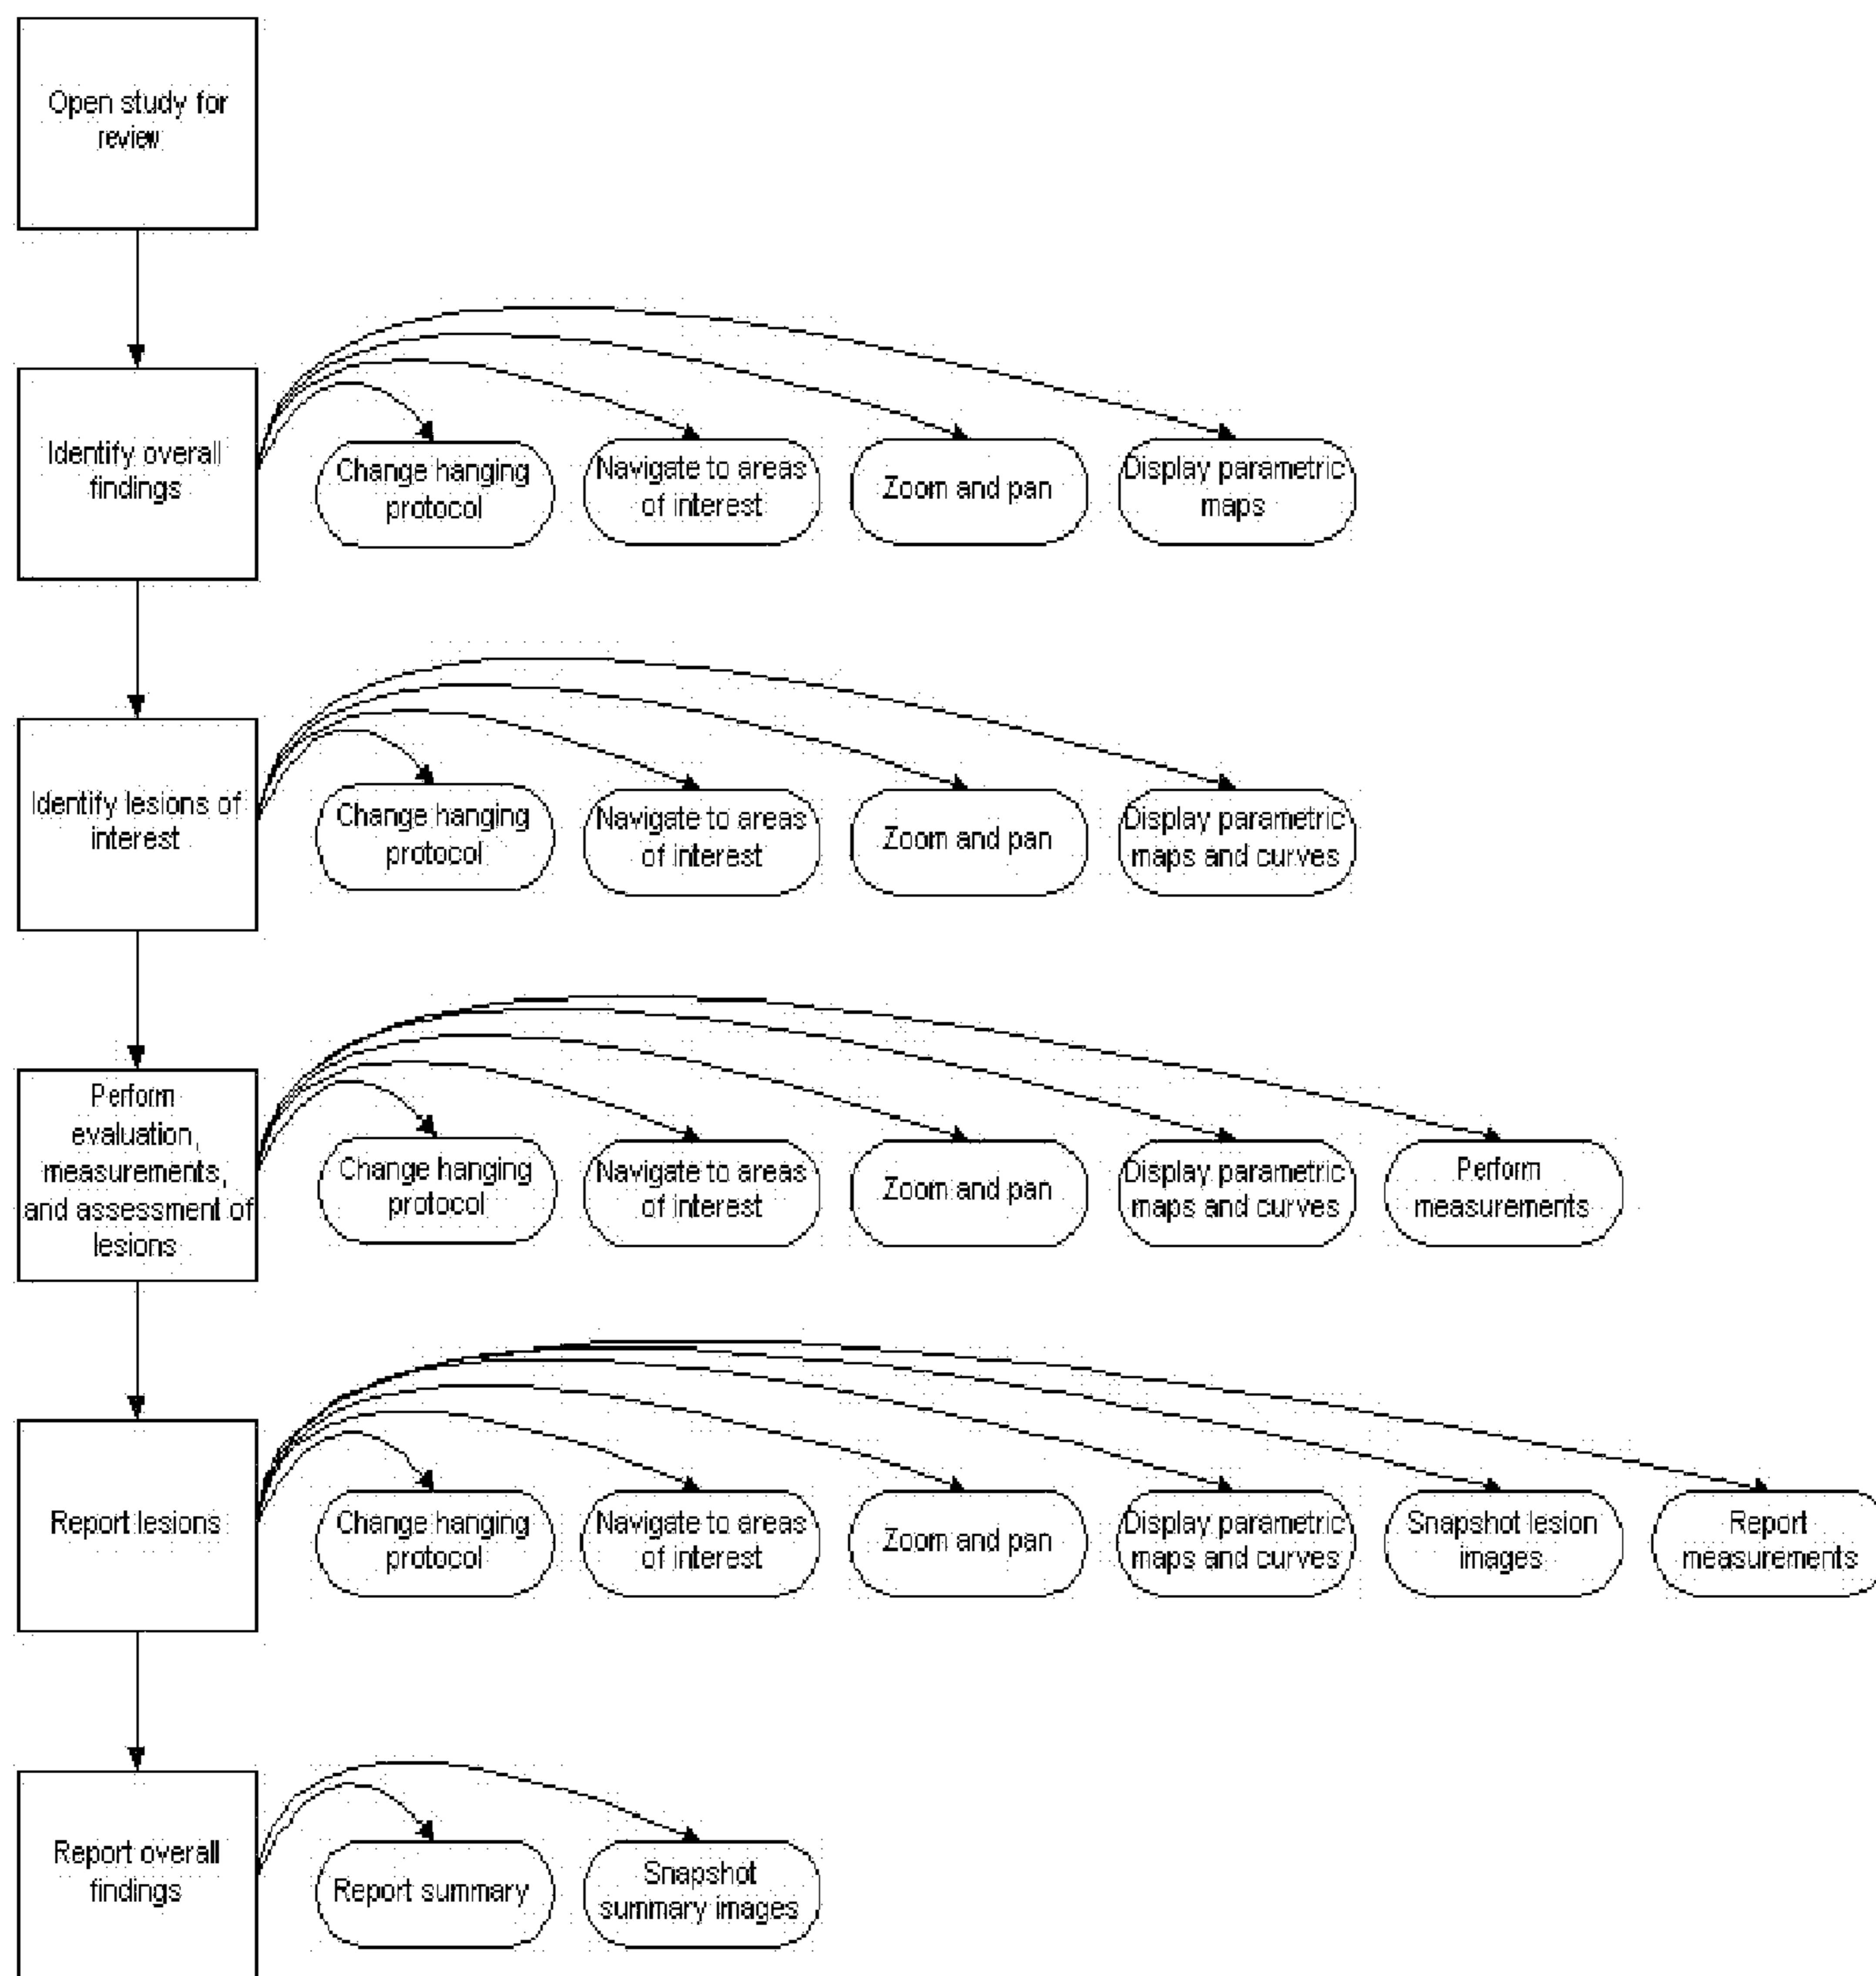 Open study for
review
Identify overall
findings
Change hanging
protocol
Navigate to areas
of interest
Zoom and pan
Display parametric
maps
Identify lesions of
interest
Change hanging
protocol
Navigate to areas
of interest
Zoom and pan
Display parametric
maps and curves
Perform
evaluation,
measurements,
and assessment of
lesions
Change hanging
protocol
Navigate to areas
of interest
Zoom and pan
Display parametric
maps and curves
Perform
measurements
Report lesions
Change hanging
protocol
Navigate to areas
of interest
Zoom and pan
Display parametric
maps and curves
Snapshot lesion
images
Report
measurements
Report overall
findings
Report summary
Snapshot
summary images